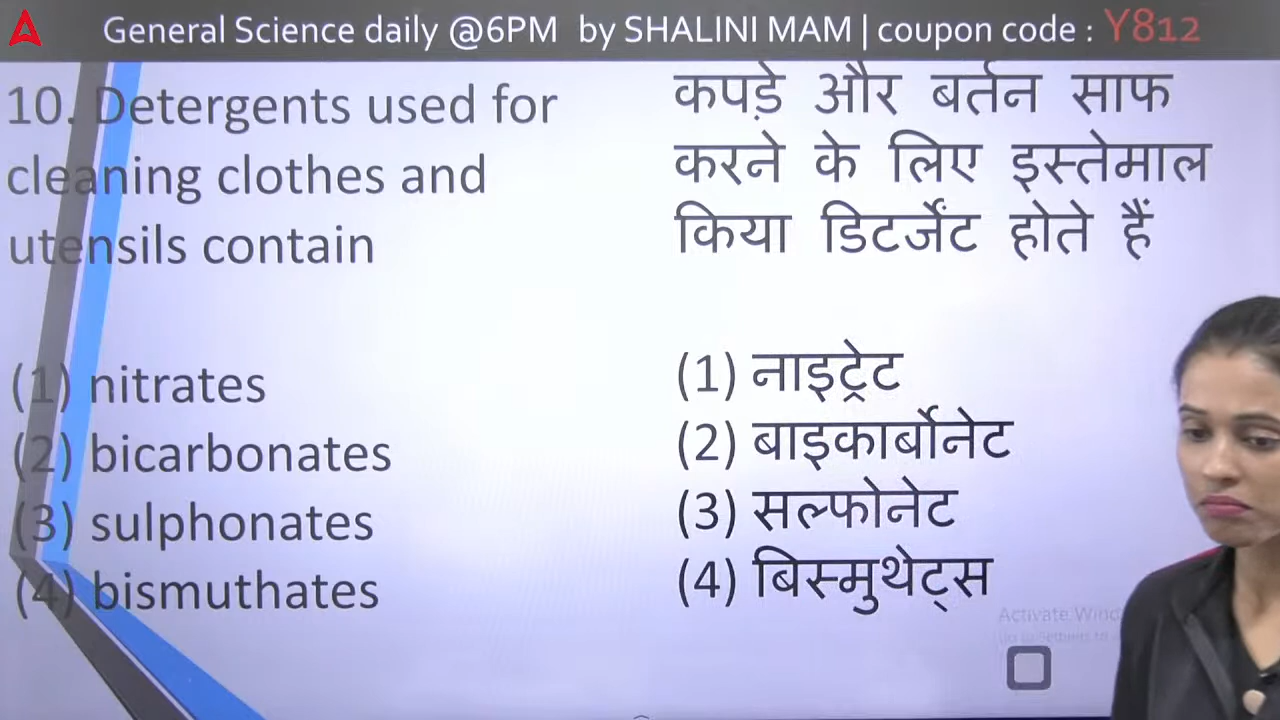 General Science daily @6PM by SHALINI MAM | coupon code : Y812
10. Detergents used for
cleaning clothes and
utensils contain
(1) nitrates
(2) bicarbonates
(3) sulphonates
(4) bismuthates
कपड़े और बर्तन साफ
करने के लिए इस्तेमाल
किया डिटर्जेंट होते हैं
(1) नाइट्रेट
(2) बाइकार्बोनेट
(3) सल्फोनेट
(4) बिस्मुथेट्स
Activate Wind